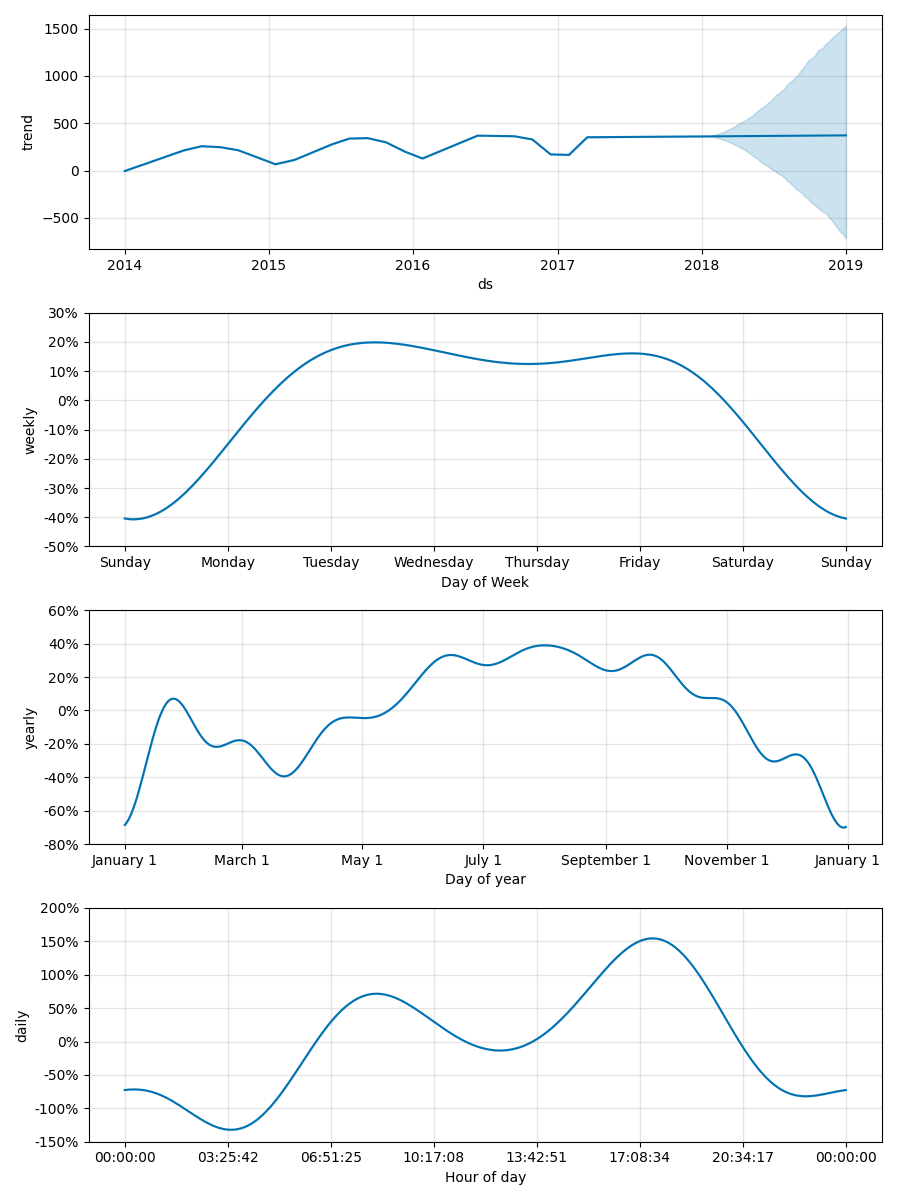 1500
1000
500
0
−500
trend
2014 2015 2016 2017 2018 2019
ds
30%
20%
10%
0%
-10%
-20%
-30%
-40%
-50%
weekly
Sunday Monday Tuesday Wednesday Thursday Friday Saturday Sunday
Day of Week
60%
40%
20%
0%
-20%
-40%
-60%
-80%
yearly
January 1 March 1 May 1 July 1 September 1 November 1 January 1
Day of year
200%
150%
100%
50%
0%
-50%
-100%
-150%
daily
00:00:00 03:25:42 06:51:25 10:17:08 13:42:51 17:08:34 20:34:17 00:00:00
Hour of day